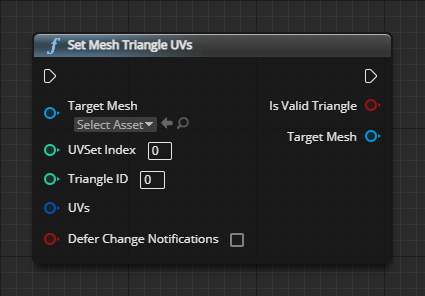 f Set Mesh Triangle UVs
Target Mesh
Select Asset
Is Valid Triangle
Target Mesh
UVSet Index 0
Triangle ID 0
UVs
Defer Change Notifications